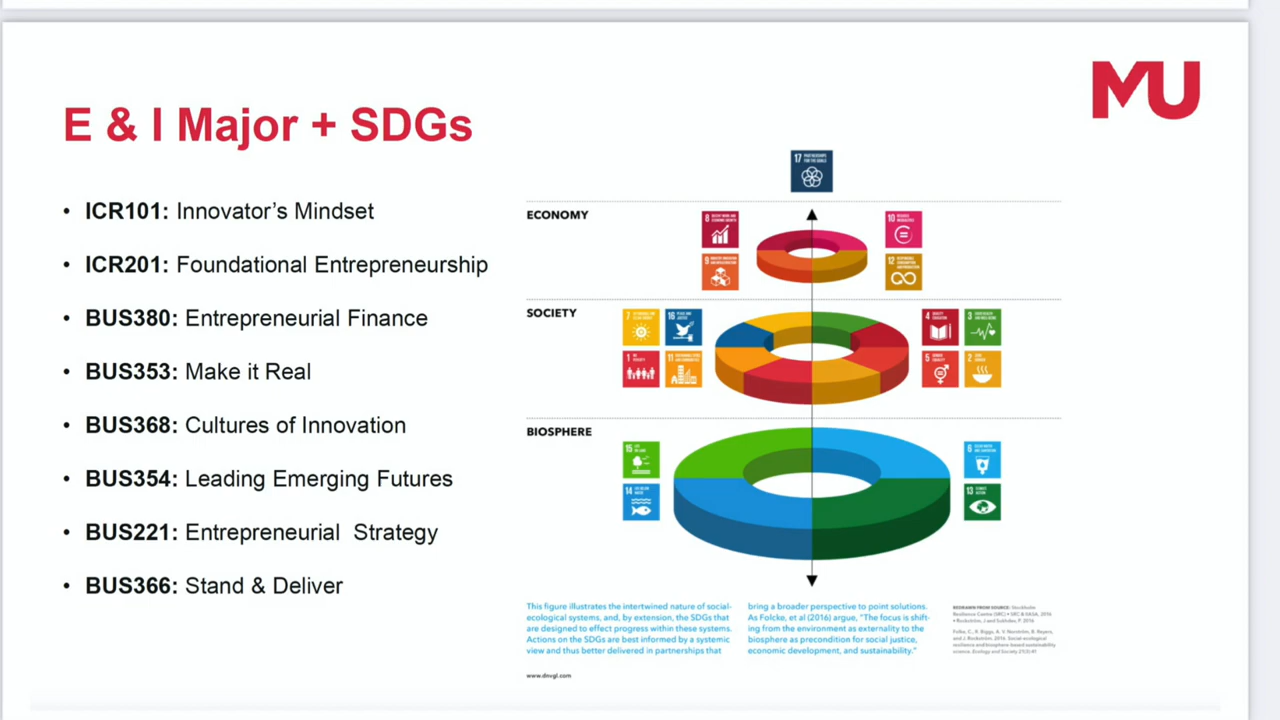 MU
E & I Major + SDGs
• ICR101: Innovator's Mindset
• ICR201: Foundational Entrepreneurship
• BUS380: Entrepreneurial Finance
• BUS353: Make it Real
• BUS368: Cultures of Innovation
• BUS354: Leading Emerging Futures
• BUS221: Entrepreneurial Strategy
• BUS366: Stand & Deliver
17
ECONOMY
8
10
9
12
SOCIETY
7
16
4
3
1
11
5
2
BIOSPHERE
15
6
14
13
This figure illustrates the intertwined nature of social-
ecological systems, and, by extension, the SDGs that
are designed to effect progress within these systems.
Actions on the SDGs are best informed by a systemic
view and thus better delivered in partnerships that
bring a broader perspective to point solutions.
As Folcke, et al (2016) argue, "The focus is shift-
ing from the environment as externality to the
biosphere as precondition for social justice,
economic development, and sustainability."
REDRAWN FROM SOURCE: Stockholm
www.dnvgl.com